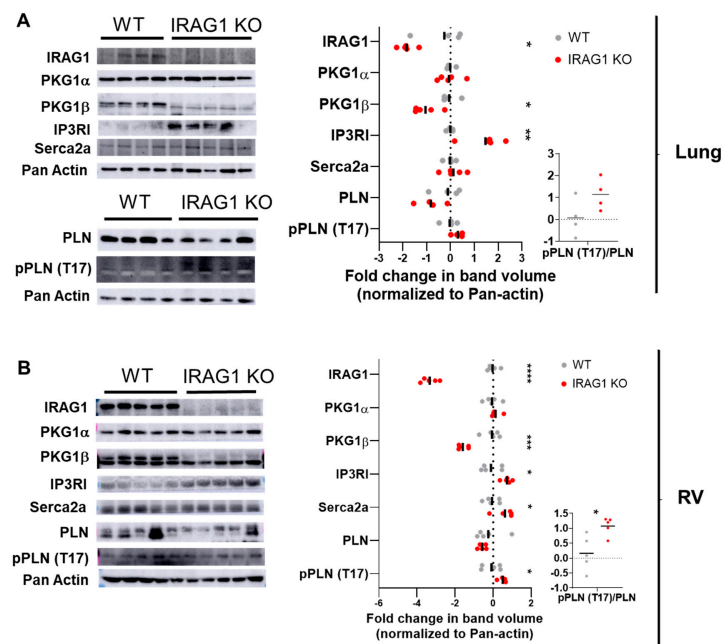 A
WT IRAG1 KO
IRAG1
PKG1α
PKG1β
IP3RI
Serca2a
Pan Actin
WT IRAG1 KO
PLN
pPLN (T17)
Pan Actin
IRAG1
PKG1α
PKG1β
IP3RI
Serca2a
PLN
pPLN (T17)
*
*
**
-3 -2 -1 0 1 2 3
Fold change in band volume
(normalized to Pan-actin)
WT
IRAG1 KO
3
2
1
0
-1
pPLN (T17)/PLN
Lung
B
WT IRAG1 KO
IRAG1
PKG1α
PKG1β
IP3RI
Serca2a
PLN
pPLN (T17)
Pan Actin
IRAG1
PKG1α
PKG1β
IP3RI
Serca2a
PLN
pPLN (T17)
****
***
*
*
*
-6 -4 -2 0 2
Fold change in band volume
(normalized to Pan-actin)
WT
IRAG1 KO
*
1.5
1.0
0.5
0.0
-0.5
-1.0
pPLN (T17)/PLN
RV